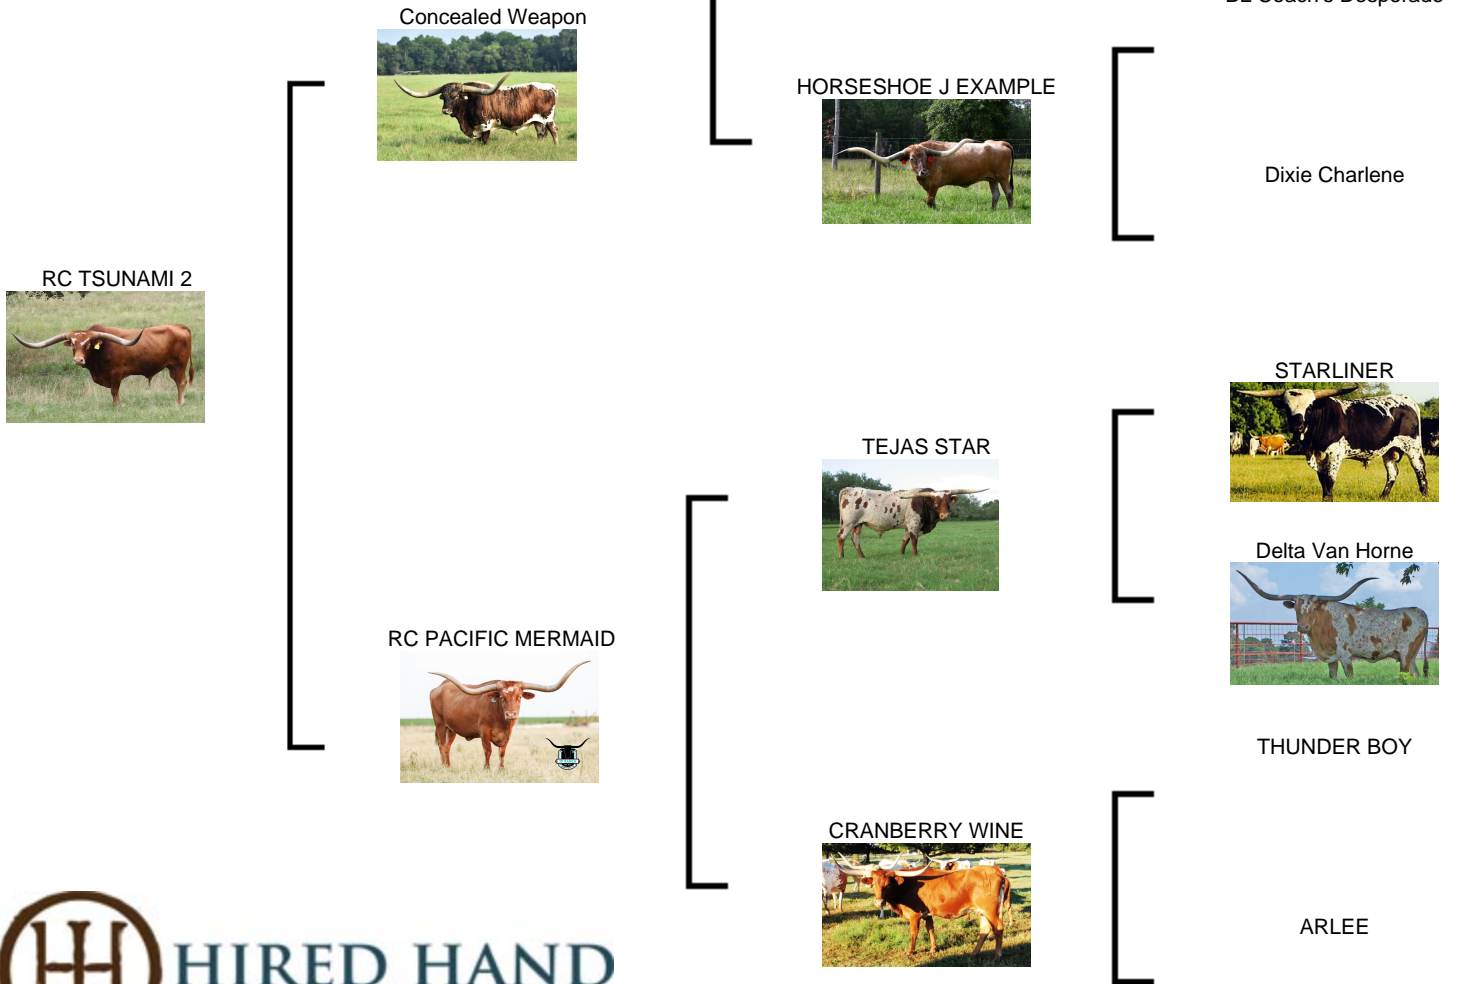 Concealed Weapon
HORSESHOE J EXAMPLE
Dixie Charlene
RC TSUNAMI 2
STARLINER
TEJAS STAR
Delta Van Horne
RC PACIFIC MERMAID
THUNDER BOY
CRANBERRY WINE
ARLEE
HIRED HAND